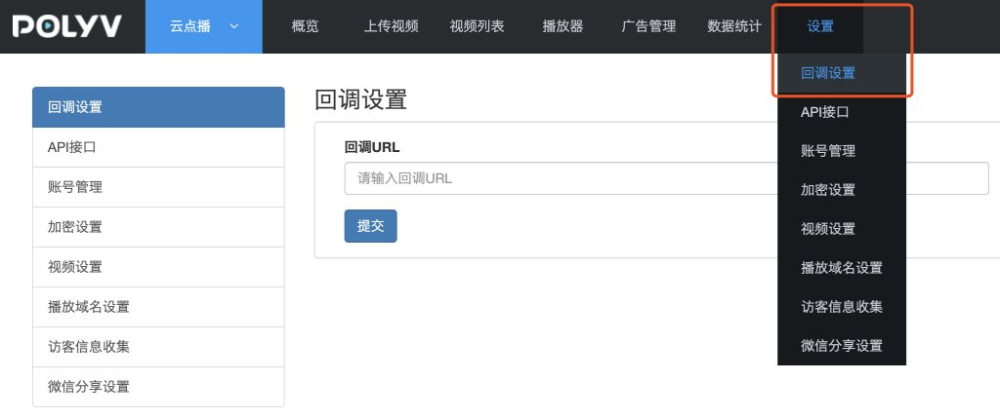 POLYV
云点播
概览
上传视频
视频列表
播放器
广告管理
数据统计
设置
回调设置
API接口
账号管理
加密设置
视频设置
播放域名设置
访客信息收集
微信分享设置
回调设置
API接口
账号管理
加密设置
视频设置
播放域名设置
访客信息收集
微信分享设置
回调设置
回调URL
请输入回调URL
提交